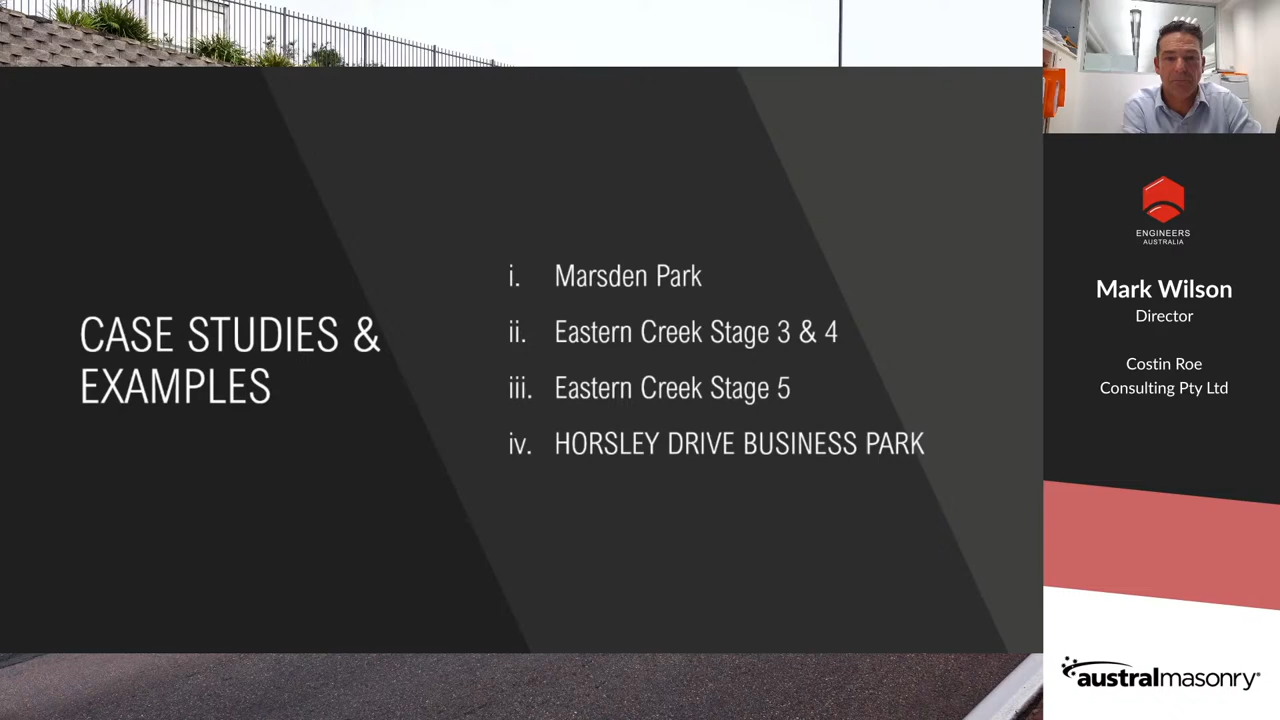 CASE STUDIES &
EXAMPLES
i. Marsden Park
ii. Eastern Creek Stage 3 & 4
iii. Eastern Creek Stage 5
iv. HORSLEY DRIVE BUSINESS PARK
ENGINEERS
AUSTRALIA
Mark Wilson
Director
Costin Roe
Consulting Pty Ltd
australmasonry®